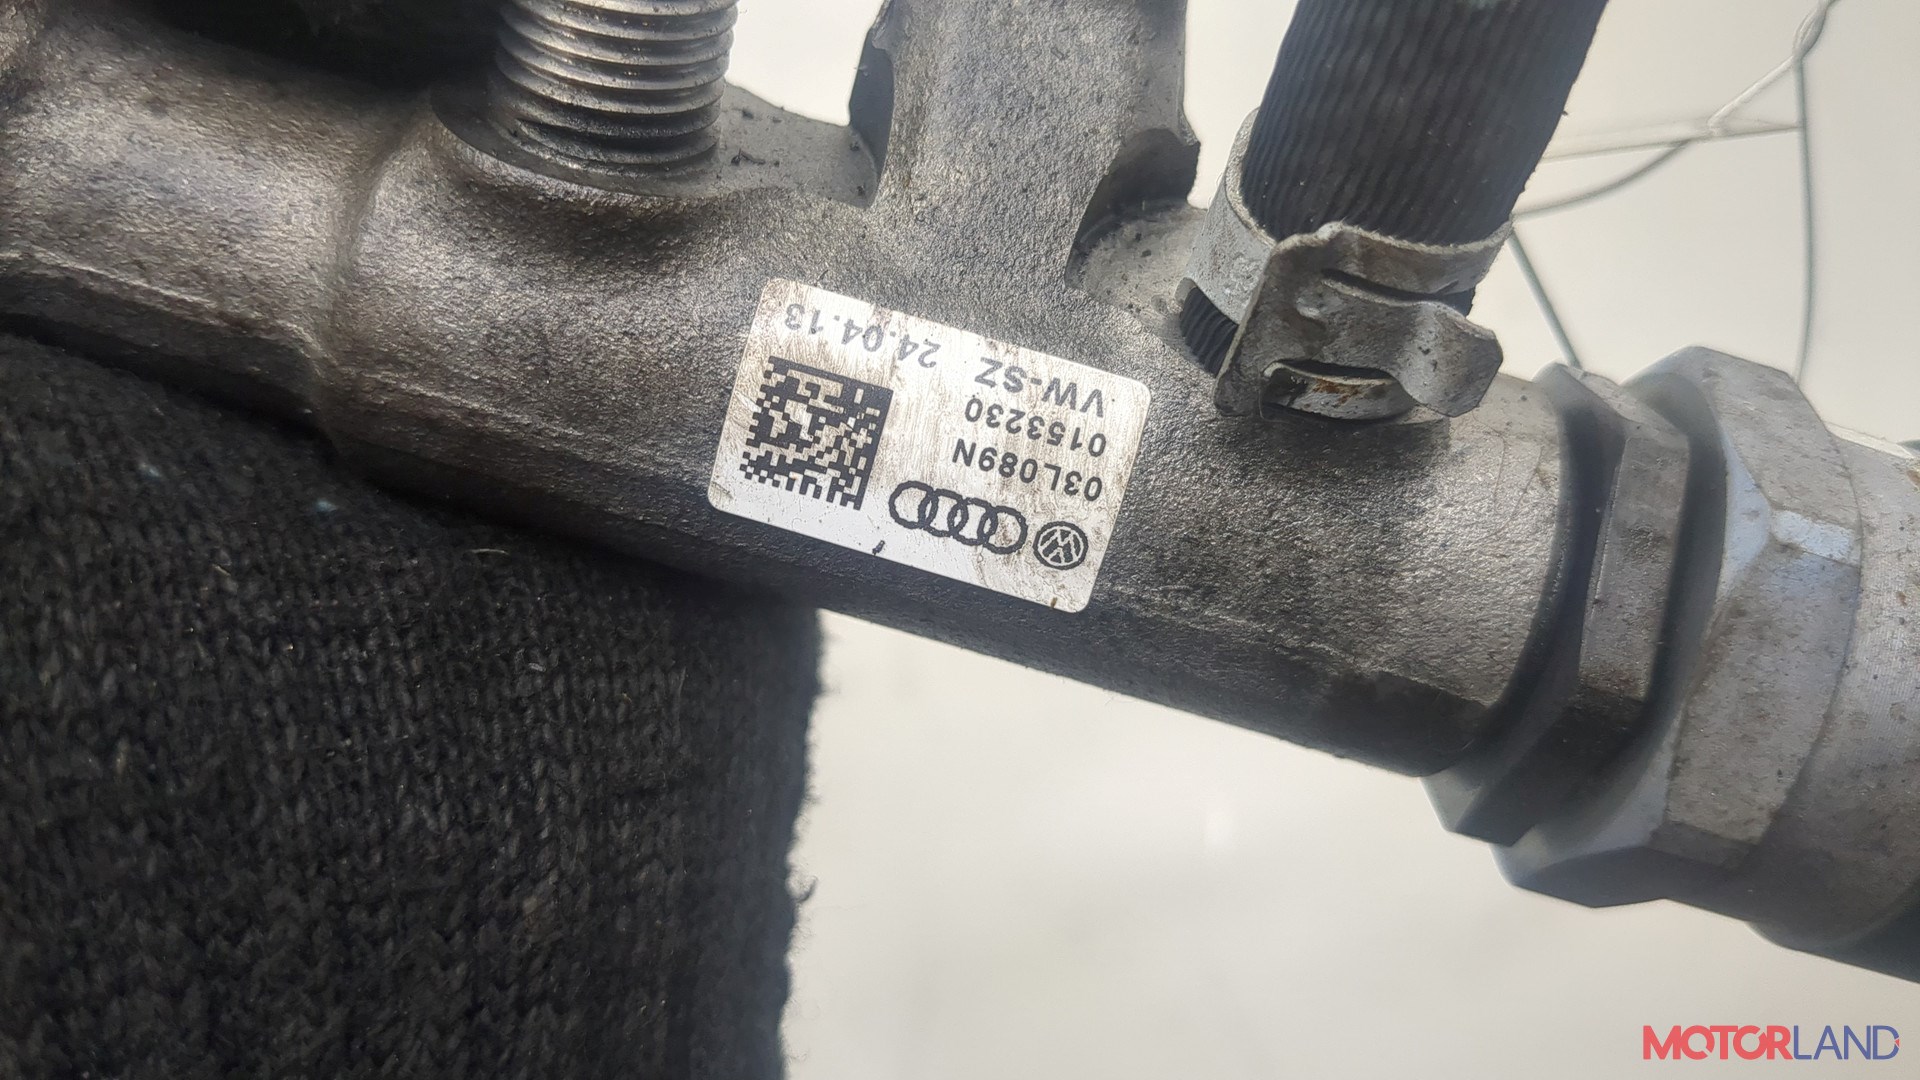 03L089N
0153230
VW-SZ 24.04.13
MOTORLAND